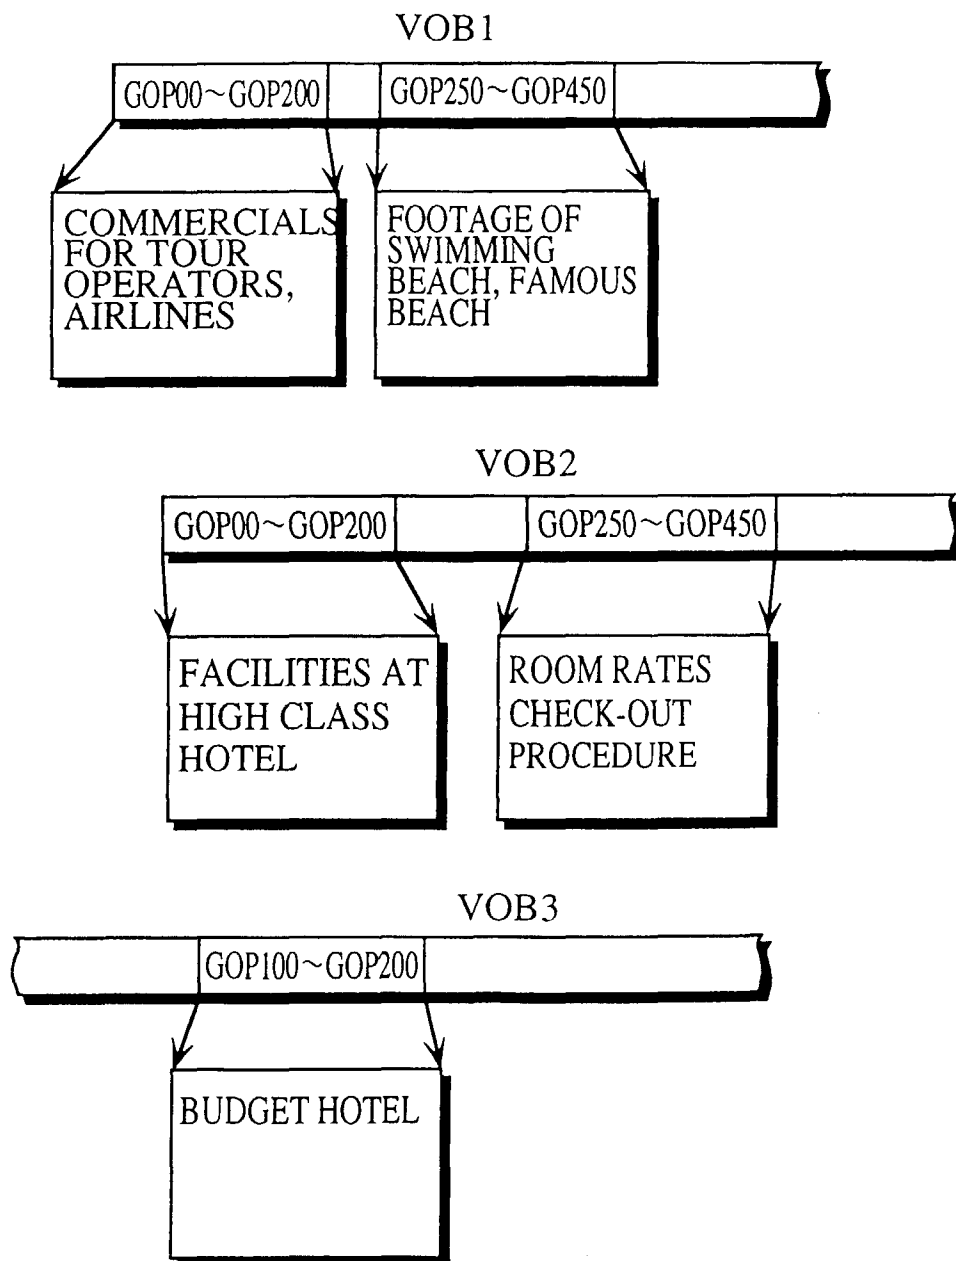 VOB1
GOP00~GOP200
GOP250~GOP450
COMMERCIALS
FOR TOUR
OPERATORS,
AIRLINES
FOOTAGE OF
SWIMMING
BEACH, FAMOUS
BEACH
VOB2
GOP00~GOP200
GOP250~GOP450
FACILITIES AT
HIGH CLASS
HOTEL
ROOM RATES
CHECK-OUT
PROCEDURE
VOB3
GOP100~GOP200
BUDGET HOTEL